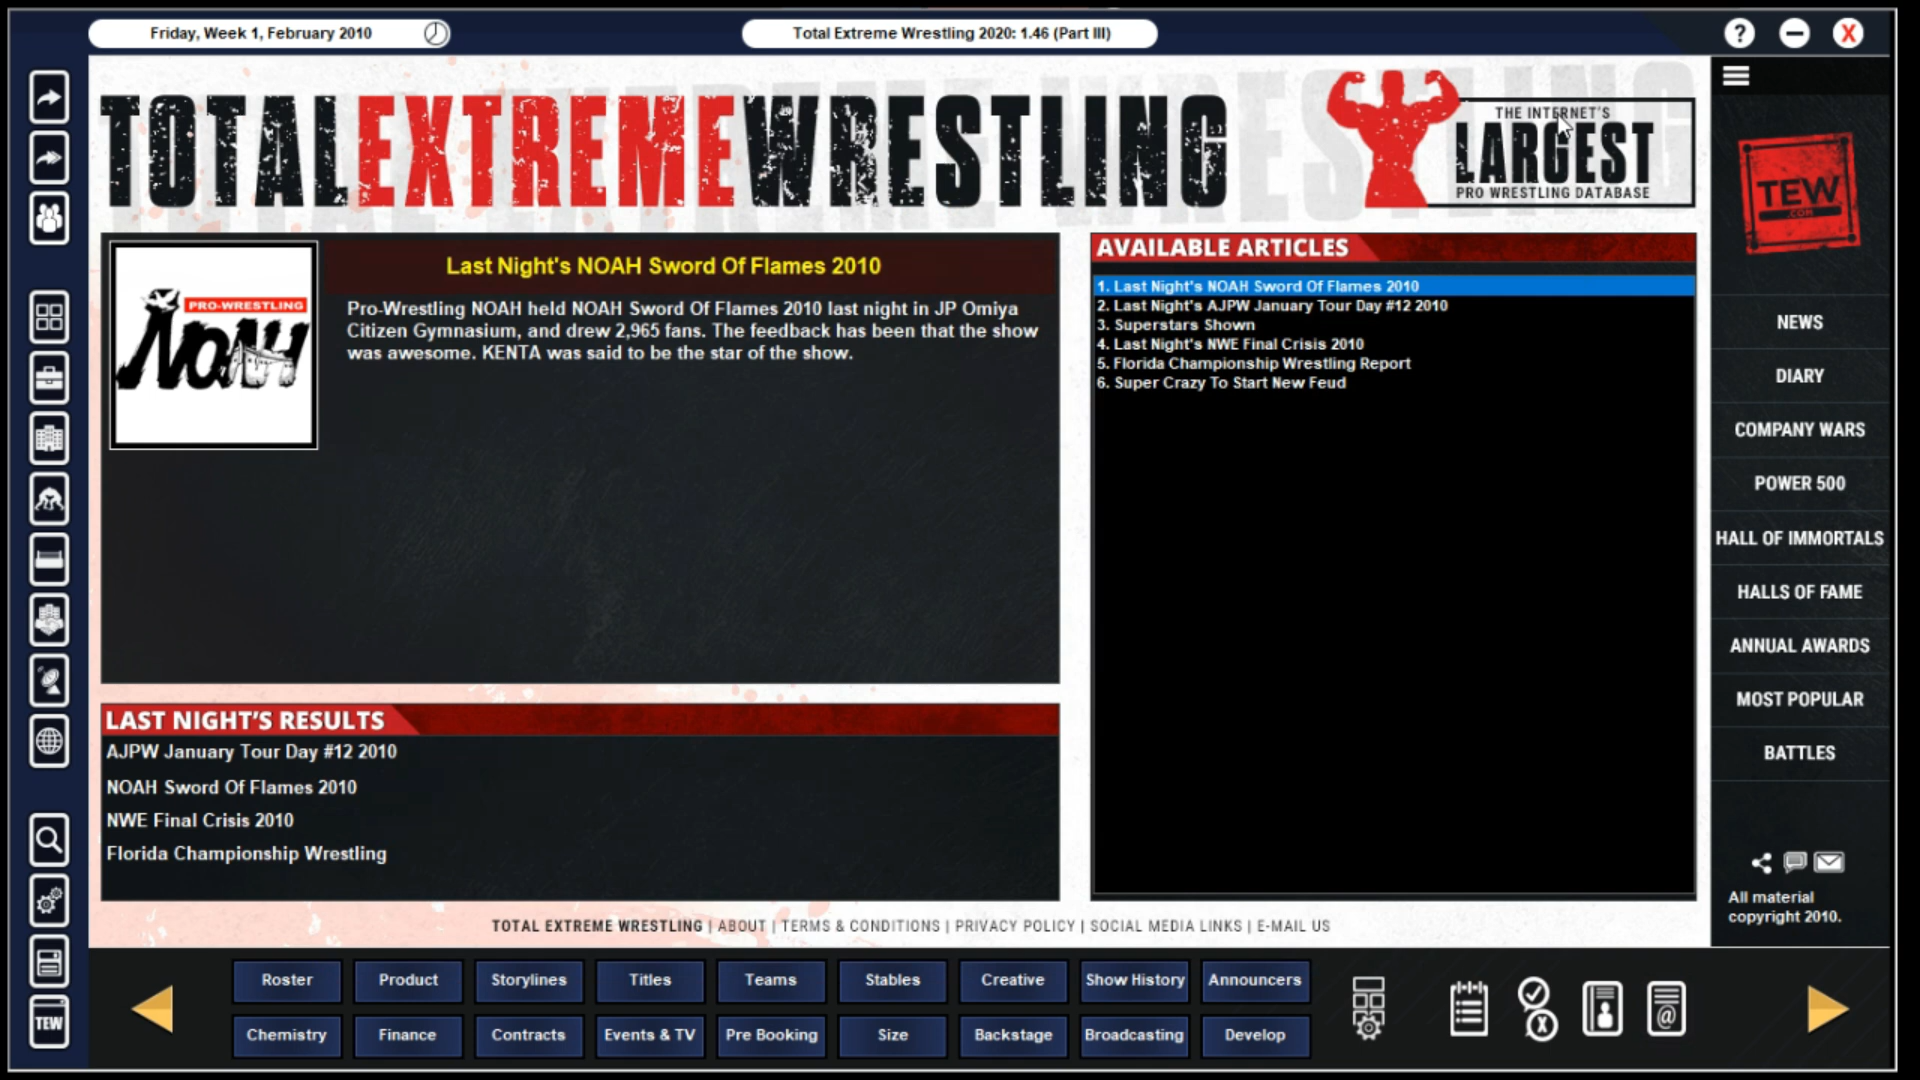 Friday, Week 1, February 2010
Total Extreme Wrestling 2020: 1.46 (Part III)
?
X
TOTALEXTREMEWRESTLING
THE INTERNET'S
LARGEST
PRO WRESTLING DATABASE
TEW
.COM
PRO-WRESTLING
NOAH
Last Night's NOAH Sword Of Flames 2010
Pro-Wrestling NOAH held NOAH Sword Of Flames 2010 last night in JP Omiya
Citizen Gymnasium, and drew 2,965 fans. The feedback has been that the show
was awesome. KENTA was said to be the star of the show.
AVAILABLE ARTICLES
1. Last Night's NOAH Sword Of Flames 2010
2. Last Night's AJPW January Tour Day #12 2010
3. Superstars Shown
4. Last Night's NWE Final Crisis 2010
5. Florida Championship Wrestling Report
6. Super Crazy To Start New Feud
NEWS
DIARY
COMPANY WARS
POWER 500
HALL OF IMMORTALS
HALLS OF FAME
ANNUAL AWARDS
MOST POPULAR
BATTLES
LAST NIGHT'S RESULTS
AJPW January Tour Day #12 2010
NOAH Sword Of Flames 2010
NWE Final Crisis 2010
Florida Championship Wrestling
All material
copyright 2010.
TOTAL EXTREME WRESTLING | ABOUT | TERMS & CONDITIONS | PRIVACY POLICY | SOCIAL MEDIA LINKS | E-MAIL US
TEW
Roster
Product
Storylines
Titles
Teams
Stables
Creative
Show History
Announcers
Chemistry
Finance
Contracts
Events & TV
Pre Booking
Size
Backstage
Broadcasting
Develop